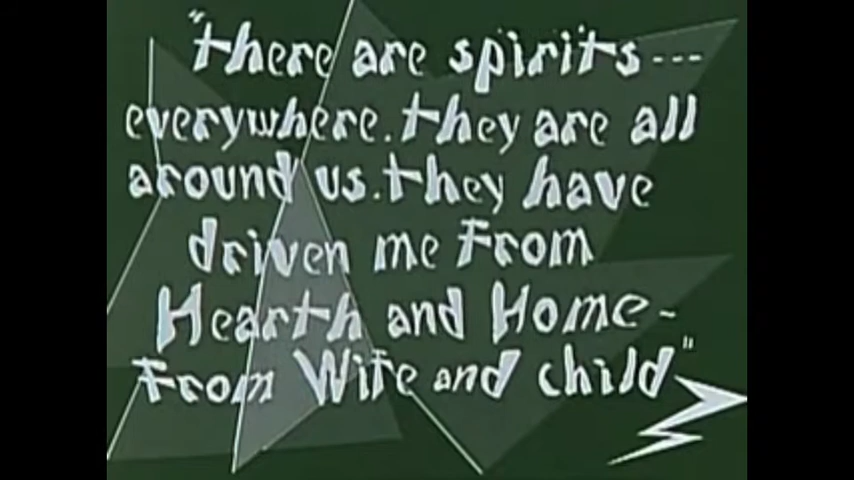 "there are spirits---
everywhere. they are all
around us. they have
driven me from
Hearth and Home-
from Wife and child"